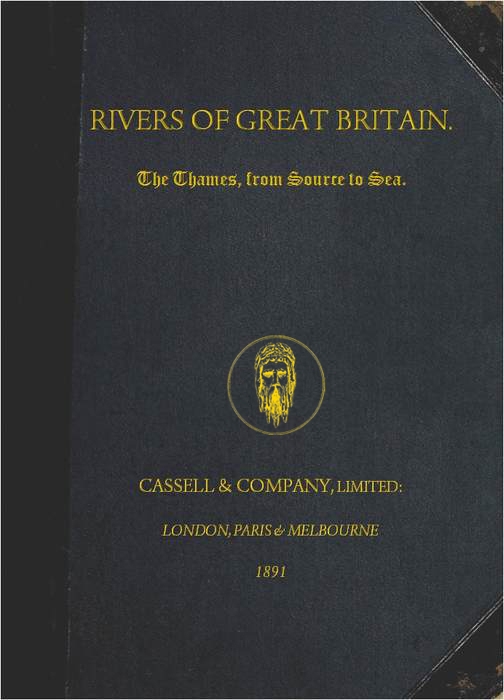 RIVERS OF GREAT BRITAIN.
The Thames, from Source to Sea.
CASSELL & COMPANY, LIMITED:
LONDON, PARIS & MELBOURNE
1891